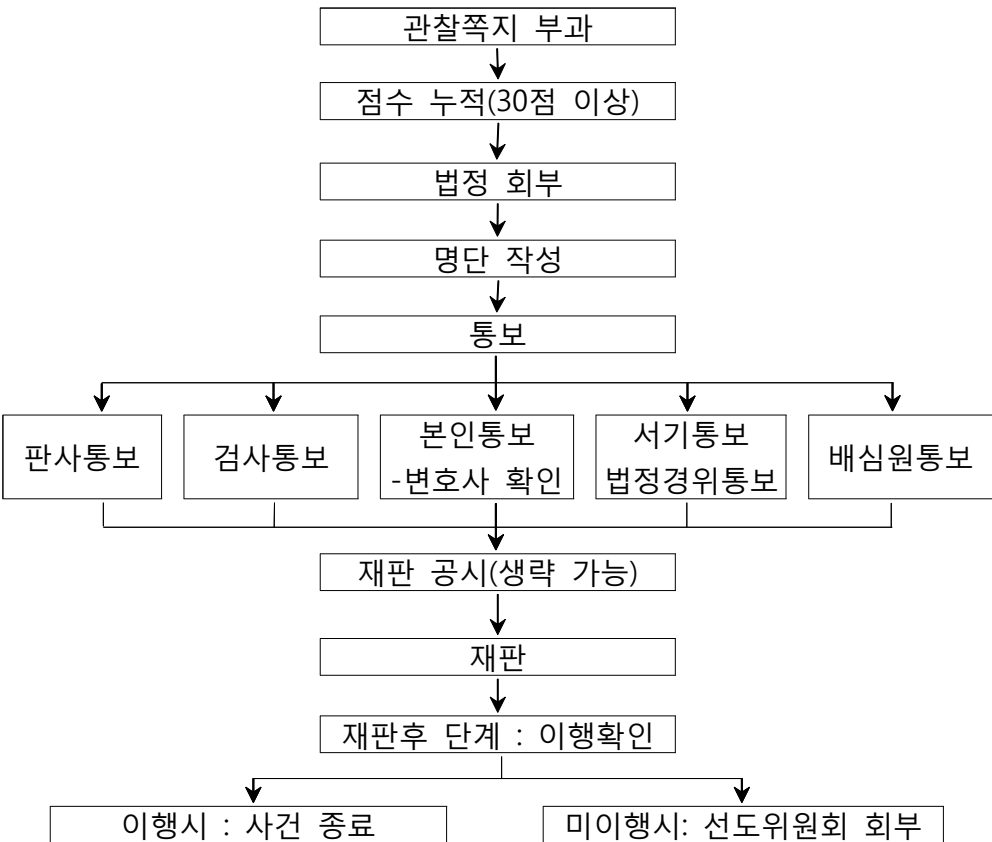 관찰쪽지 부과
점수 누적(30점 이상)
법정 회부
명단 작성
통보
판사통보
검사통보
본인통보
-변호사 확인
서기통보
법정경위통보
배심원통보
재판 공시(생략 가능)
재판
재판후 단계 : 이행확인
이행시 : 사건 종료
미이행시: 선도위원회 회부